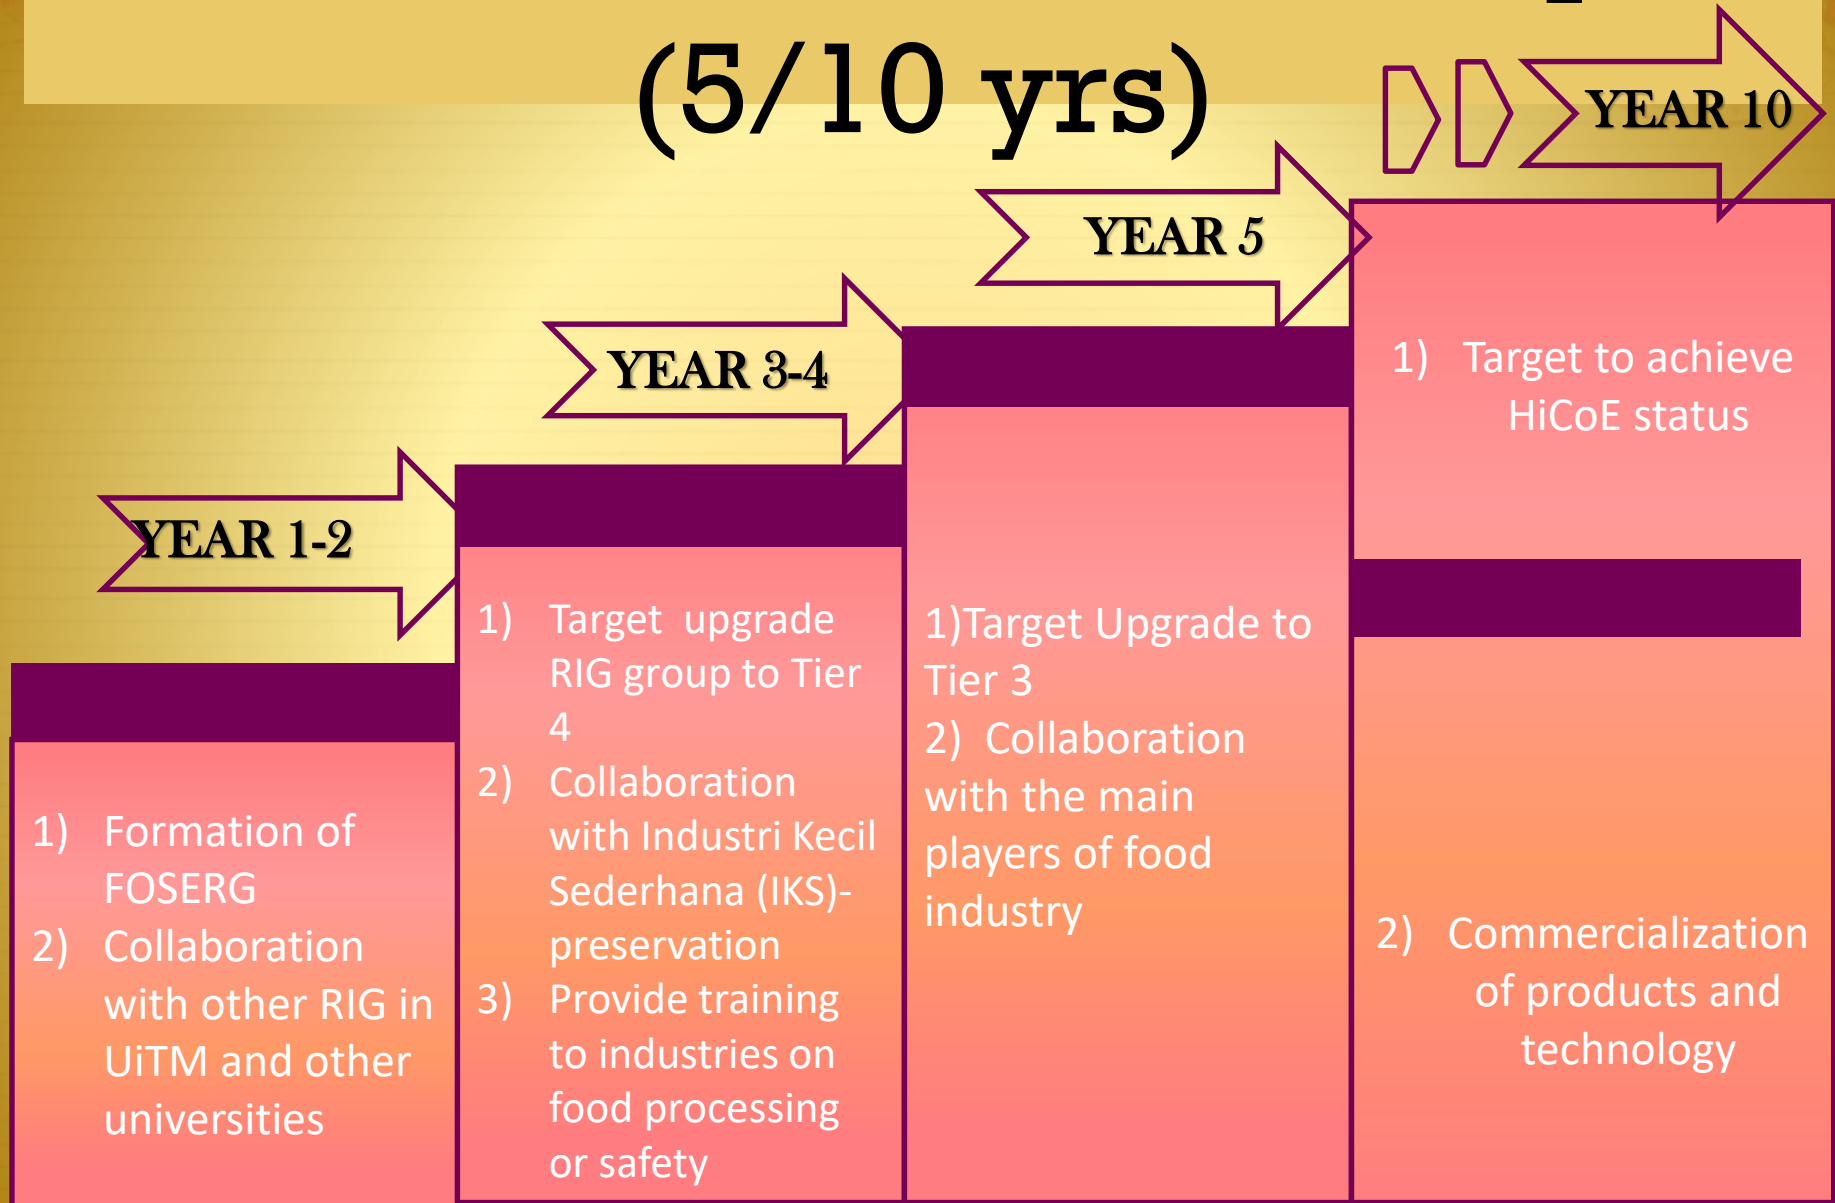 (5/10 yrs)
YEAR 1-2
1) Formation of
FOSERG
2) Collaboration
with other RIG in
UiTM and other
universities
YEAR 3-4
1) Target upgrade
RIG group to Tier
4
2) Collaboration
with Industri Kecil
Sederhana (IKS)-
preservation
3) Provide training
to industries on
food processing
or safety
YEAR 5
1)Target Upgrade to
Tier 3
2) Collaboration
with the main
players of food
industry
YEAR 10
1) Target to achieve
HiCoE status
2) Commercialization
of products and
technology